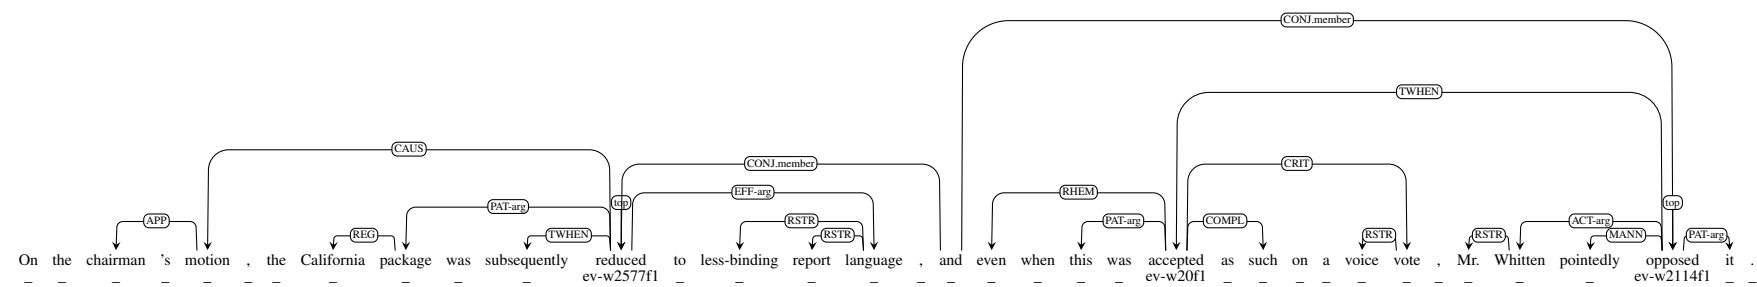 CONJ.member
TWHEN
CAUS CONJ.member CRIT
EFF-arg RHEM
PAT-arg top top
APP RSTR PAT-arg COMPL ACT-arg
REG TWHEN RSTR RSTR RSTR MANN PAT-arg
On the chairman 's motion , the California package was subsequently reduced to less-binding report language , and even when this was accepted as such on a voice vote , Mr. Whitten pointedly opposed it .
_ _ _ _ _ _ _ _ _ _ _ ev-w2577f1 _ _ _ _ _ _ _ _ _ _ ev-w20f1 _ _ _ _ _ _ _ _ _ _ ev-w2114f1 _ _